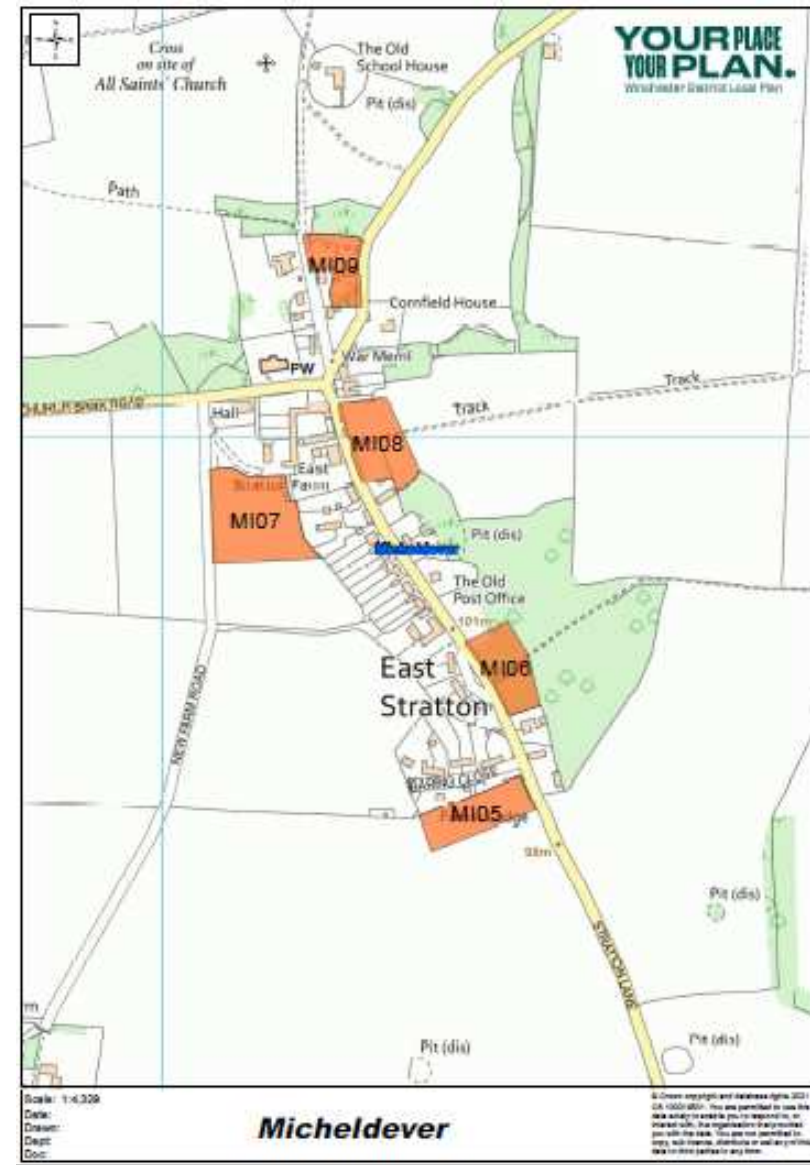 Cross
on site of
All Saints' Church
The Old
School House
Pit (dis)
YOUR PLACE
YOUR PLAN.
Winchester District Local Plan
Path
MI09
Cornfield House
War Meml
PW
Track
Hall
Track
MI08
East
Farm
MI07
Pit (dis)
Micheldever
The Old
Post Office
101m
MI06
East
Stratton
NEW FARM ROAD
CLOSE
MI05
98m
Pit (dis)
STRATTON LANE
Pit (dis)
Pit (dis)
Scale: 1:4,329
Date:
Drawn:
Dept:
Doc:
Micheldever